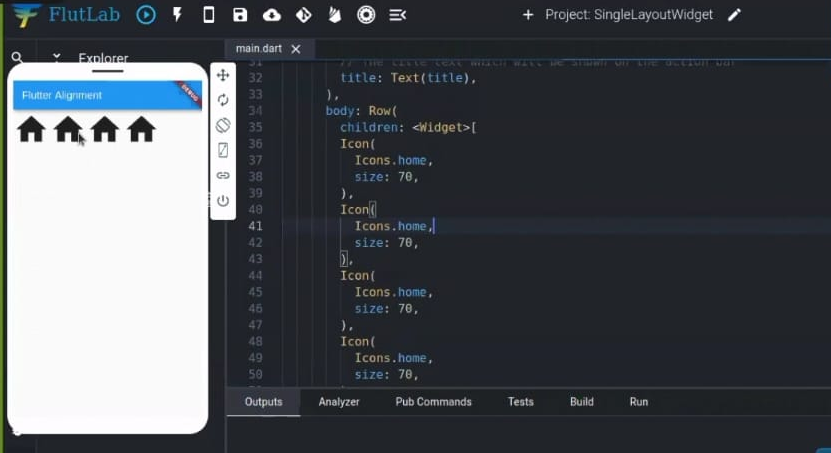 FlutLab
Project: SingleLayoutWidget
Explorer
main.dart
Flutter Alignment
DEBUG
31 // The title text which will be shown on the action bar
32 title: Text(title),
33 ),
34 body: Row(
35 children: <Widget>[
36 Icon(
37 Icons.home,
38 size: 70,
39 ),
40 Icon(
41 Icons.home,
42 size: 70,
43 ),
44 Icon(
45 Icons.home,
46 size: 70,
47 ),
48 Icon(
49 Icons.home,
50 size: 70,
Outputs Analyzer Pub Commands Tests Build Run